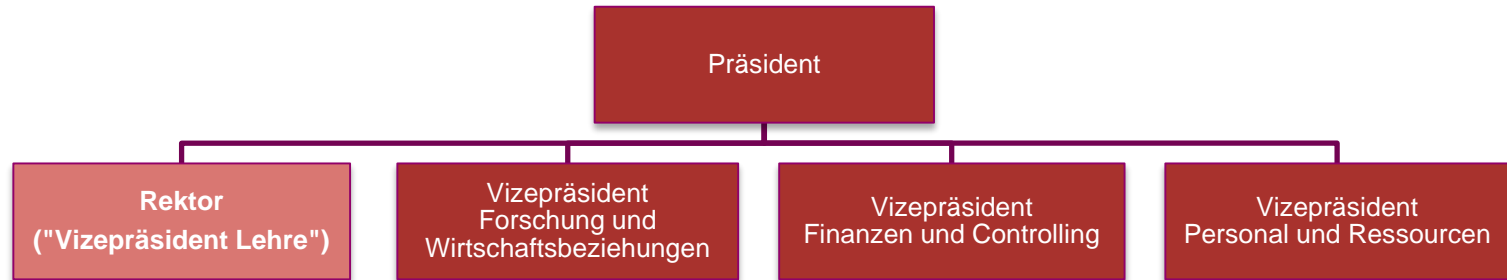 Präsident
Rektor
("Vizepräsident Lehre")
Vizepräsident
Forschung und
Wirtschaftsbeziehungen
Vizepräsident
Finanzen und Controlling
Vizepräsident
Personal und Ressourcen